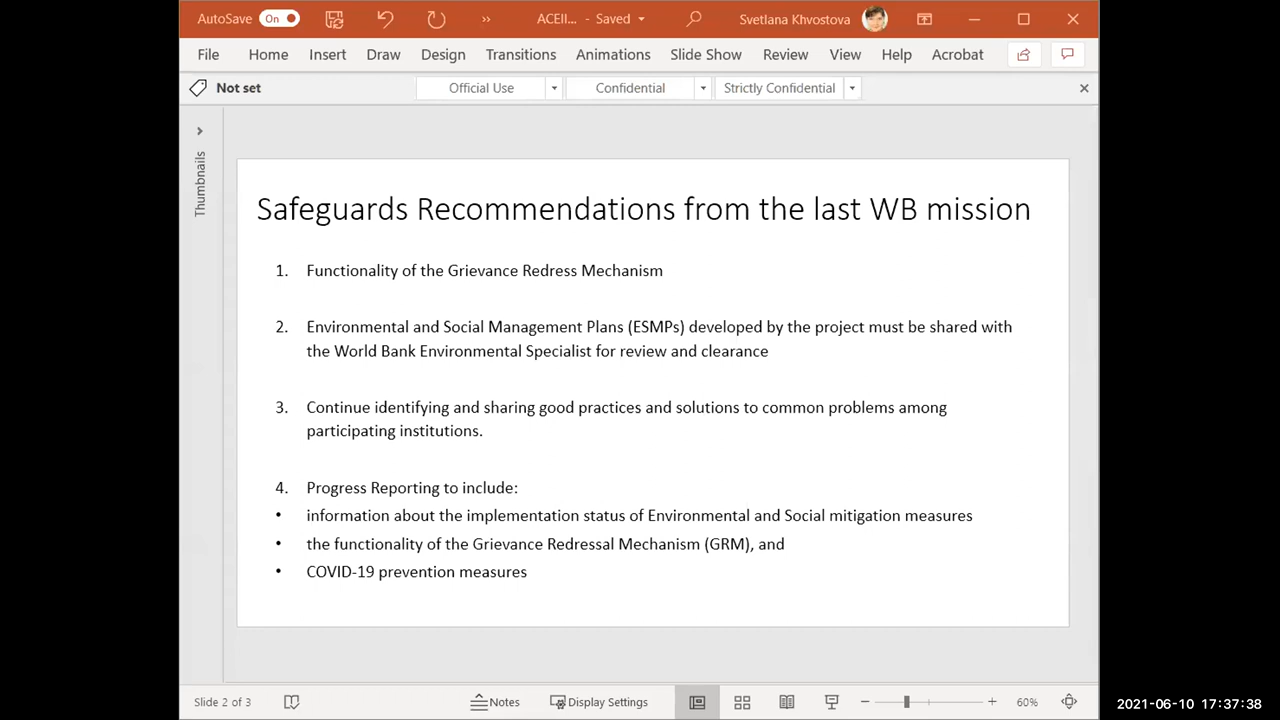 AutoSave On ACEII... - Saved Svetlana Khvostova
File Home Insert Draw Design Transitions Animations Slide Show Review View Help Acrobat
Not set Official Use Confidential Strictly Confidential
Thumbnails
Safeguards Recommendations from the last WB mission
1. Functionality of the Grievance Redress Mechanism
2. Environmental and Social Management Plans (ESMPs) developed by the project must be shared with
the World Bank Environmental Specialist for review and clearance
3. Continue identifying and sharing good practices and solutions to common problems among
participating institutions.
4. Progress Reporting to include:
• information about the implementation status of Environmental and Social mitigation measures
• the functionality of the Grievance Redressal Mechanism (GRM), and
• COVID-19 prevention measures
Slide 2 of 3 Notes Display Settings 60%
2021-06-10 17:37:38